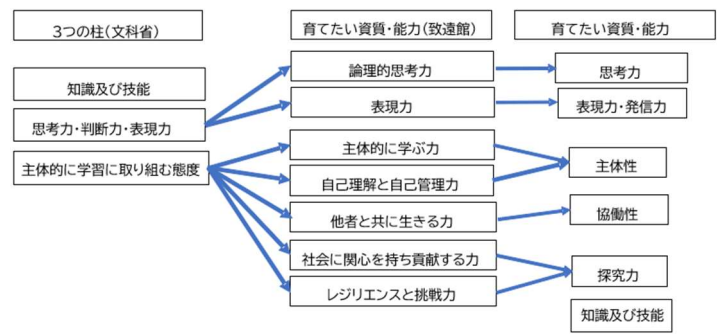 3つの柱(文科省)
育てたい資質・能力(致遠館)
育てたい資質・能力
知識及び技能
思考力・判断力・表現力
主体的に学習に取り組む態度
論理的思考力
表現力
主体的に学ぶ力
自己理解と自己管理力
他者と共に生きる力
社会に関心を持ち貢献する力
レジリエンスと挑戦力
思考力
表現力・発信力
主体性
協働性
探究力
知識及び技能